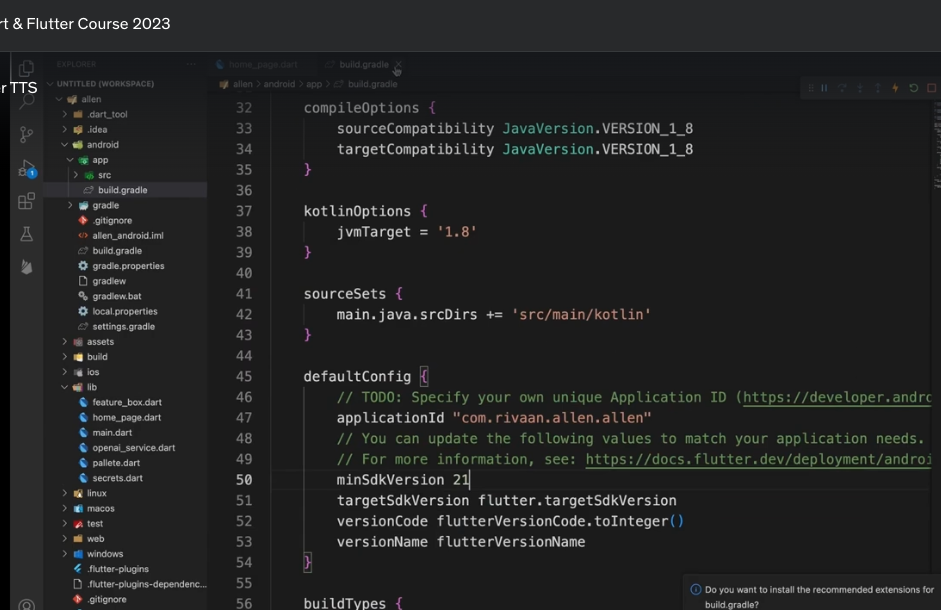 rt & Flutter Course 2023
er TTS
EXPLORER
home_page.dart
build.gradle
UNTITLED (WORKSPACE)
allen > android > app > build.gradle
allen
.dart_tool
.idea
android
app
src
build.gradle
gradle
.gitignore
allen_android.iml
build.gradle
gradle.properties
gradlew
gradlew.bat
local.properties
settings.gradle
assets
build
ios
lib
feature_box.dart
home_page.dart
main.dart
openai_service.dart
pallete.dart
secrets.dart
linux
macos
test
web
windows
.flutter-plugins
.flutter-plugins-dependenc...
.gitignore
1
32 compileOptions {
33 sourceCompatibility JavaVersion.VERSION_1_8
34 targetCompatibility JavaVersion.VERSION_1_8
35 }
36
37 kotlinOptions {
38 jvmTarget = '1.8'
39 }
40
41 sourceSets {
42 main.java.srcDirs += 'src/main/kotlin'
43 }
44
45 defaultConfig {
46 // TODO: Specify your own unique Application ID (https://developer.andro
47 applicationId "com.rivaan.allen.allen"
48 // You can update the following values to match your application needs.
49 // For more information, see: https://docs.flutter.dev/deployment/androi
50 minSdkVersion 21
51 targetSdkVersion flutter.targetSdkVersion
52 versionCode flutterVersionCode.toInteger()
53 versionName flutterVersionName
54 }
55
56 buildTypes {
Do you want to install the recommended extensions for
build.gradle?